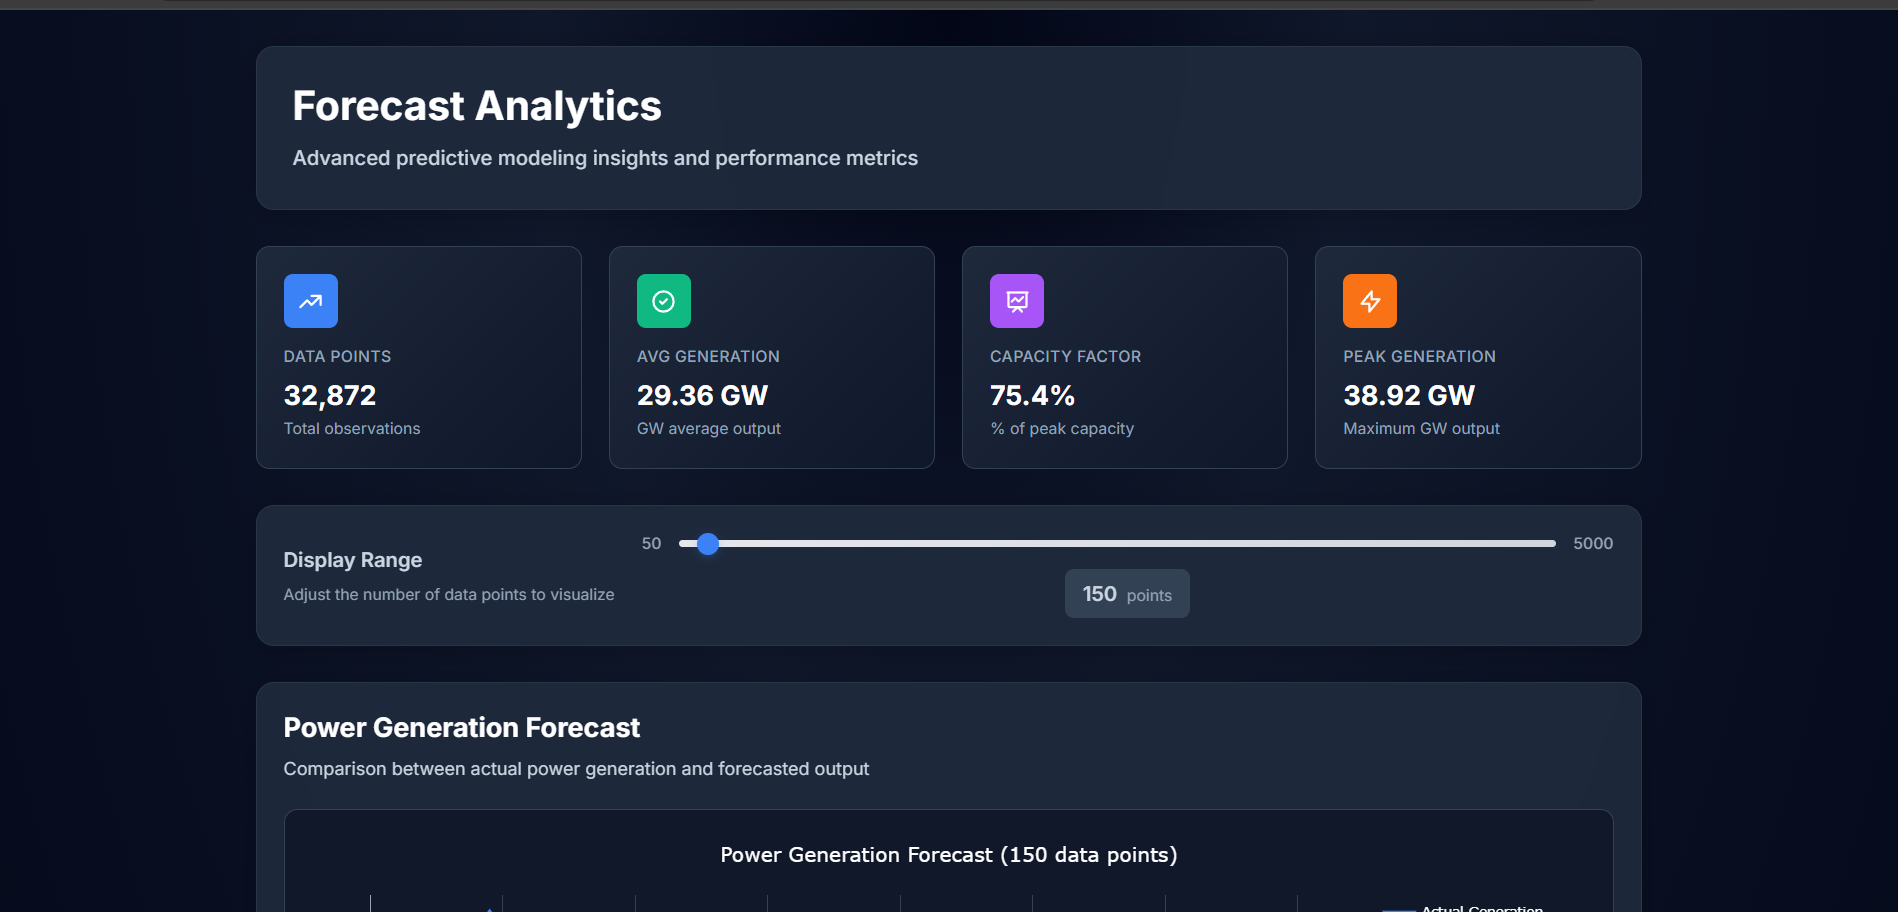 Forecast Analytics
Advanced predictive modeling insights and performance metrics
DATA POINTS
32,872
Total observations
AVG GENERATION
29.36 GW
GW average output
CAPACITY FACTOR
75.4%
% of peak capacity
PEAK GENERATION
38.92 GW
Maximum GW output
Display Range
Adjust the number of data points to visualize
50
5000
150 points
Power Generation Forecast
Comparison between actual power generation and forecasted output
Power Generation Forecast (150 data points)
Actual Generation